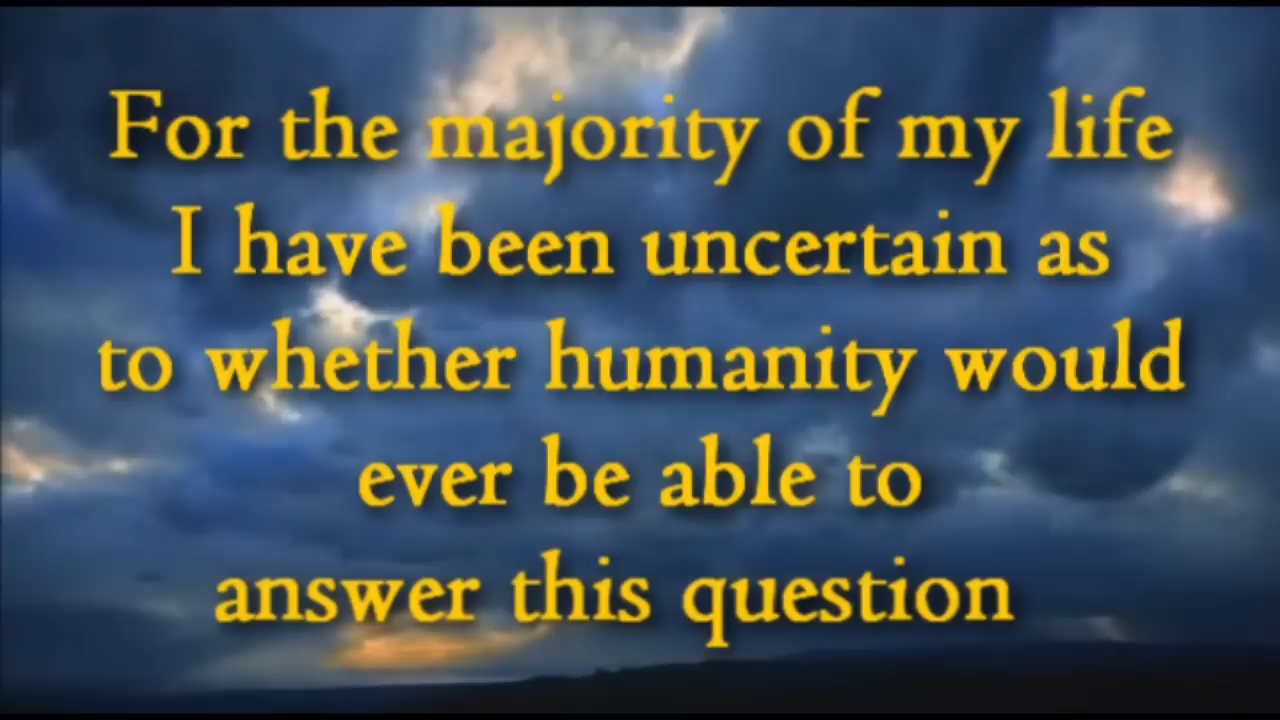 For the majority of my life
I have been uncertain as
to whether humanity would
ever be able to
answer this question